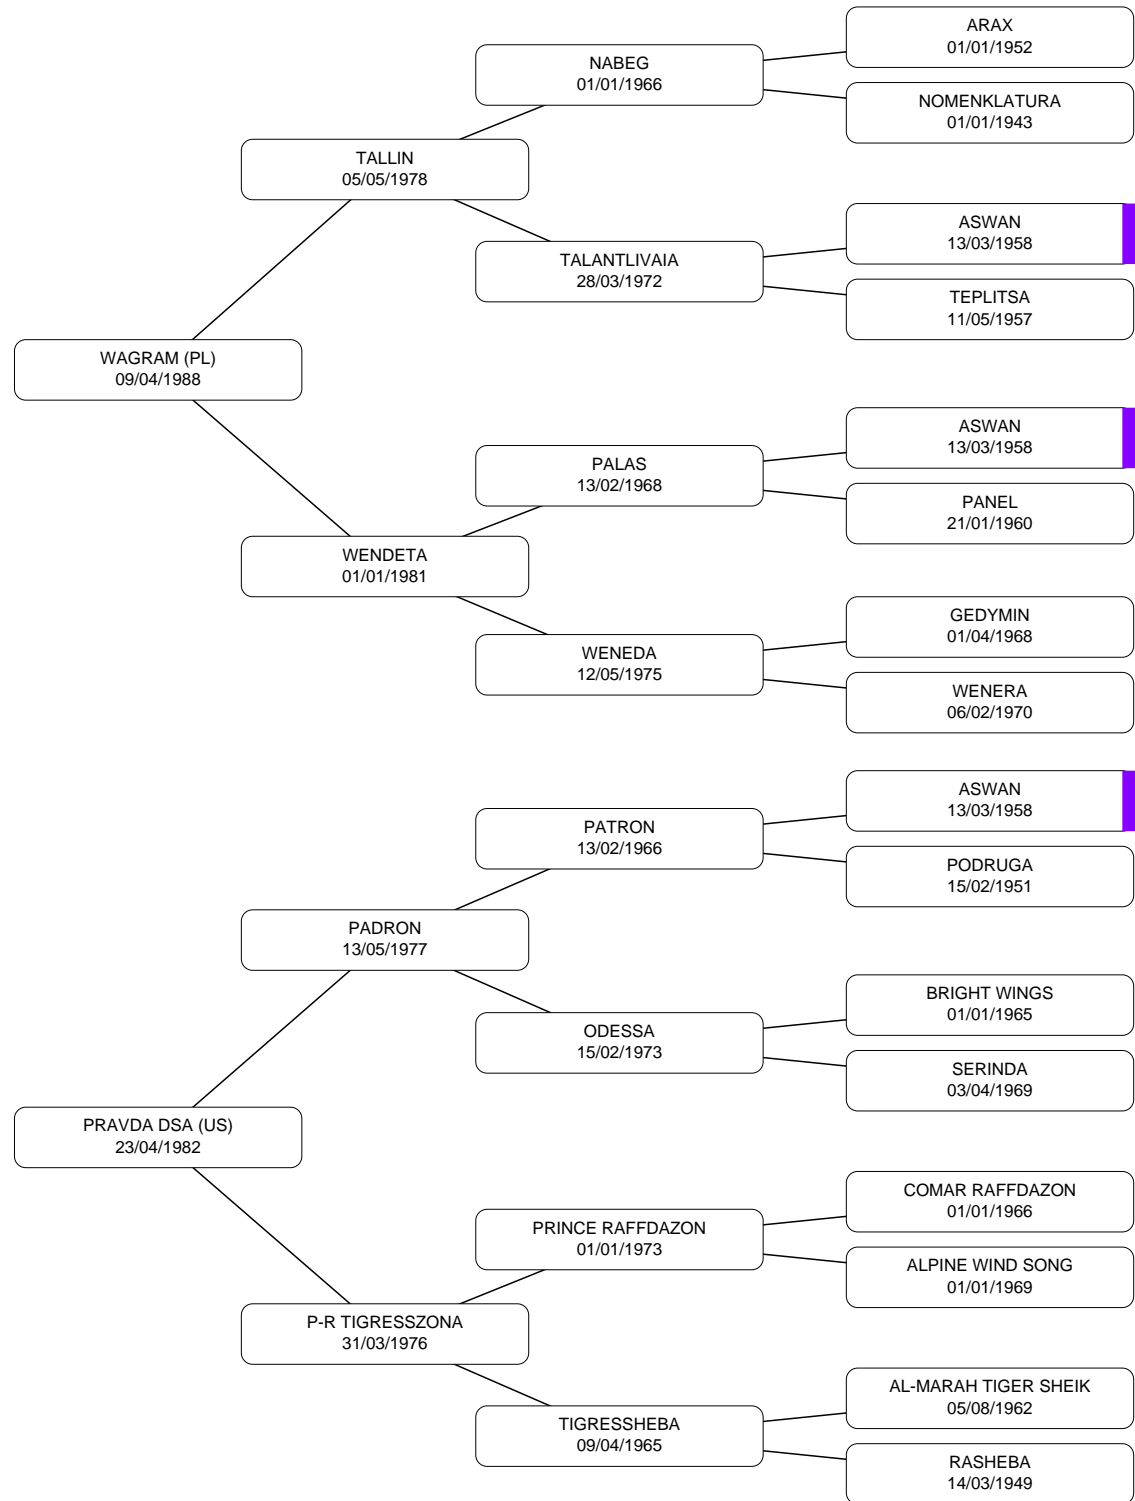 ARAX
01/01/1952
NABEG
01/01/1966
NOMENKLATURA
01/01/1943
TALLIN
05/05/1978
ASWAN
13/03/1958
TALANTLIVAIA
28/03/1972
TEPLITSA
11/05/1957
WAGRAM (PL)
09/04/1988
ASWAN
13/03/1958
PALAS
13/02/1968
PANEL
21/01/1960
WENDETA
01/01/1981
GEDYMIN
01/04/1968
WENEDA
12/05/1975
WENERA
06/02/1970
ASWAN
13/03/1958
PATRON
13/02/1966
PODRUGA
15/02/1951
PADRON
13/05/1977
BRIGHT WINGS
01/01/1965
ODESSA
15/02/1973
SERINDA
03/04/1969
PRAVDA DSA (US)
23/04/1982
COMAR RAFFDAZON
01/01/1966
PRINCE RAFFDAZON
01/01/1973
ALPINE WIND SONG
01/01/1969
P-R TIGRESSZONA
31/03/1976
AL-MARAH TIGER SHEIK
05/08/1962
TIGRESSHEBA
09/04/1965
RASHEBA
14/03/1949